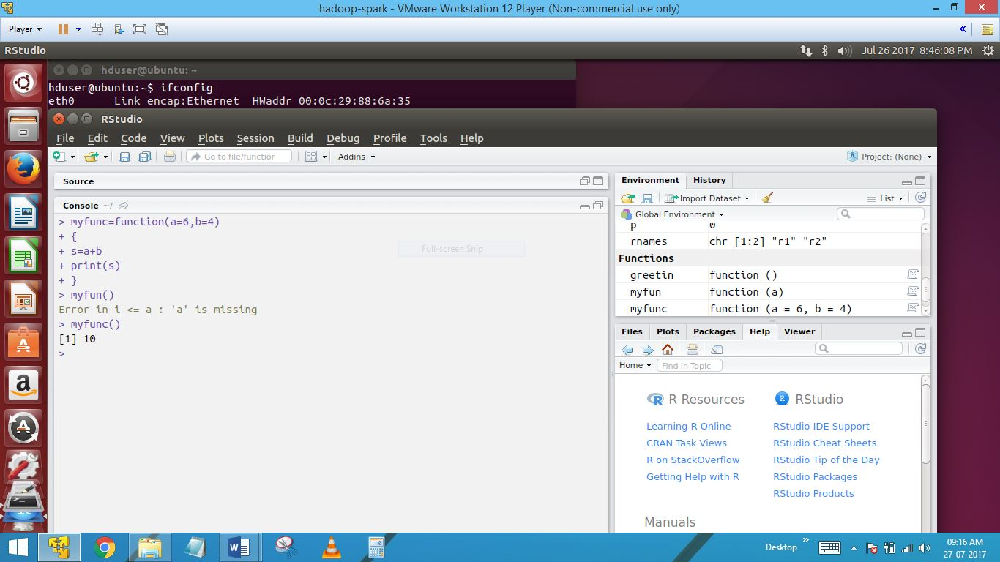 hadoop-spark - VMware Workstation 12 Player (Non-commercial use only)
Player
RStudio
Jul 26 2017 8:46:08 PM
hduser@ubuntu: ~
hduser@ubuntu:~$ ifconfig
eth0 Link encap:Ethernet HWaddr 00:0c:29:88:6a:35
RStudio
File Edit Code View Plots Session Build Debug Profile Tools Help
Go to file/function
Addins
Project: (None)
Source
Console ~/
> myfunc=function(a=6,b=4)
+ {
+ s=a+b
+ print(s)
+ }
> myfun()
Error in i <= a : 'a' is missing
> myfunc()
[1] 10
>
Full-screen Snip
Environment History
Import Dataset
List
Global Environment
p 0
rnames chr [1:2] "r1" "r2"
Functions
greetin function ()
myfun function (a)
myfunc function (a = 6, b = 4)
Files Plots Packages Help Viewer
Home Find in Topic
R Resources
Learning R Online
CRAN Task Views
R on StackOverflow
Getting Help with R
RStudio
RStudio IDE Support
RStudio Cheat Sheets
RStudio Tip of the Day
RStudio Packages
RStudio Products
Manuals
Desktop
09:16 AM
27-07-2017